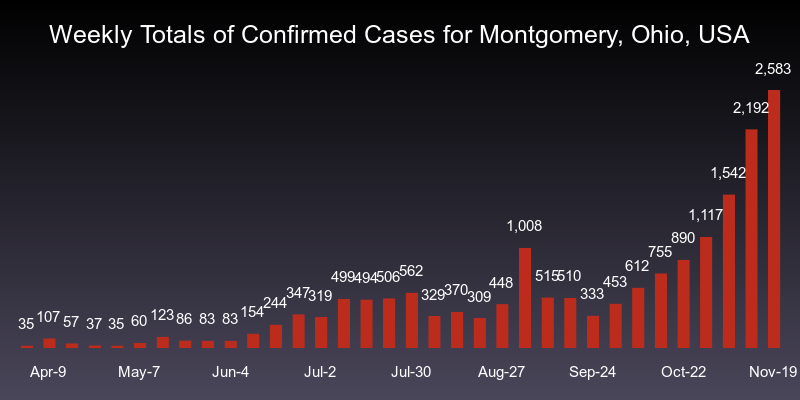 Weekly Totals of Confirmed Cases for Montgomery, Ohio, USA
35 107 57 37 35 60 123 86 83 83 154 244 347 319 499 494 506 562 329 370 309 448 1,008 515 510 333 453 612 755 890 1,117 1,542 2,192 2,583
Apr-9 May-7 Jun-4 Jul-2 Jul-30 Aug-27 Sep-24 Oct-22 Nov-19